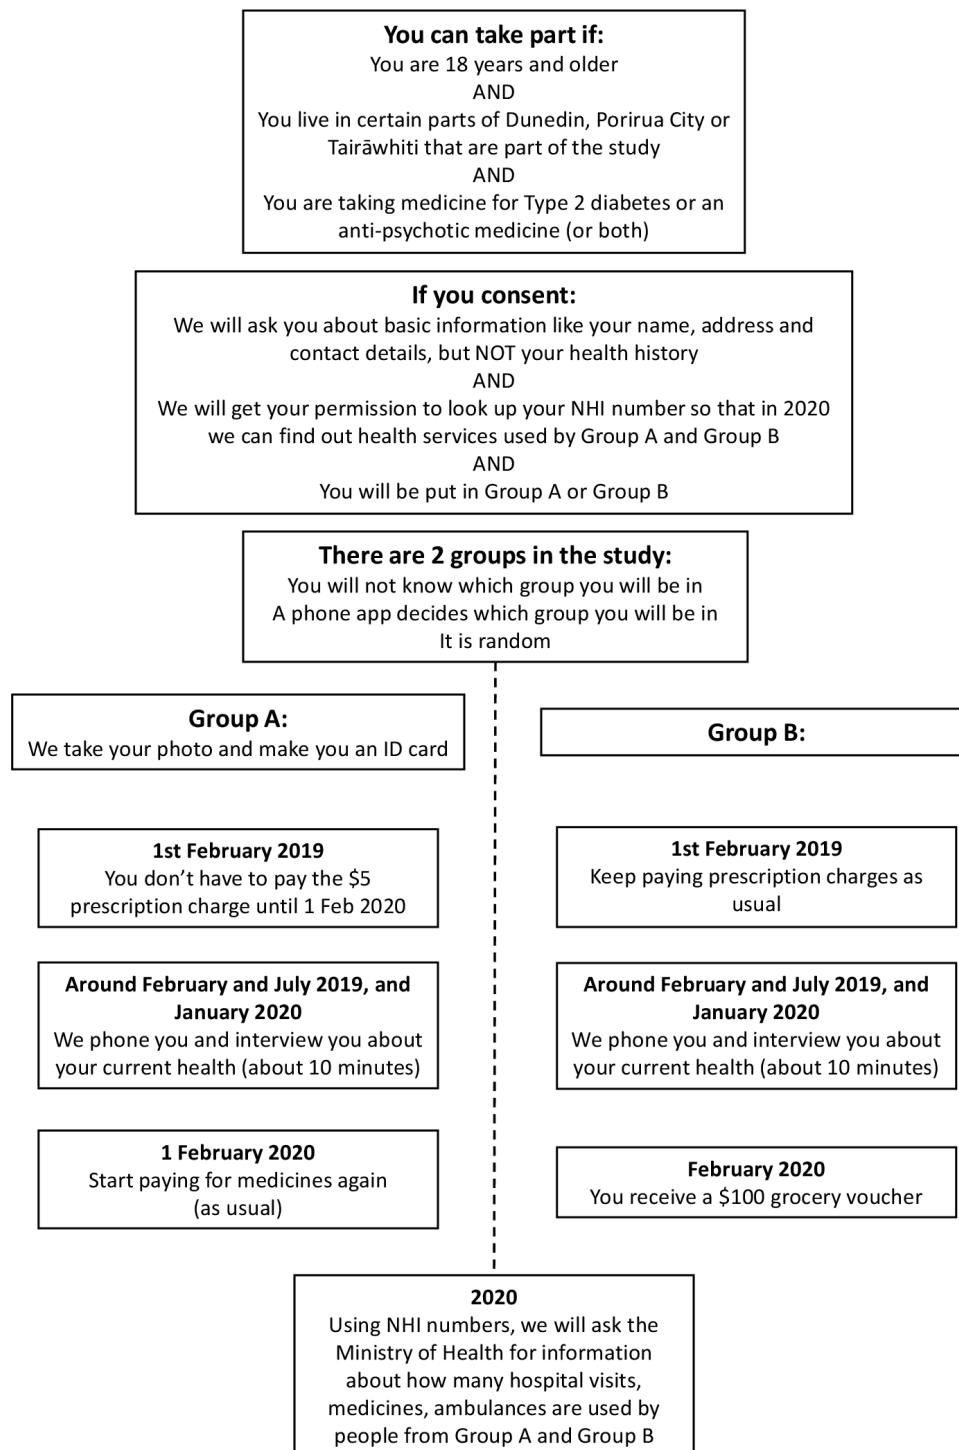 You can take part if:
You are 18 years and older
AND
You live in certain parts of Dunedin, Porirua City or
Tairāwhiti that are part of the study
AND
You are taking medicine for Type 2 diabetes or an
anti-psychotic medicine (or both)
If you consent:
We will ask you about basic information like your name, address and
contact details, but NOT your health history
AND
We will get your permission to look up your NHI number so that in 2020
we can find out health services used by Group A and Group B
AND
You will be put in Group A or Group B
There are 2 groups in the study:
You will not know which group you will be in
A phone app decides which group you will be in
It is random
Group A:
We take your photo and make you an ID card
1st February 2019
You don’t have to pay the $5
prescription charge until 1 Feb 2020
Around February and July 2019, and
January 2020
We phone you and interview you about
your current health (about 10 minutes)
1 February 2020
Start paying for medicines again
(as usual)
Group B:
1st February 2019
Keep paying prescription charges as
usual
Around February and July 2019, and
January 2020
We phone you and interview you about
your current health (about 10 minutes)
February 2020
You receive a $100 grocery voucher
2020
Using NHI numbers, we will ask the
Ministry of Health for information
about how many hospital visits,
medicines, ambulances are used by
people from Group A and Group B